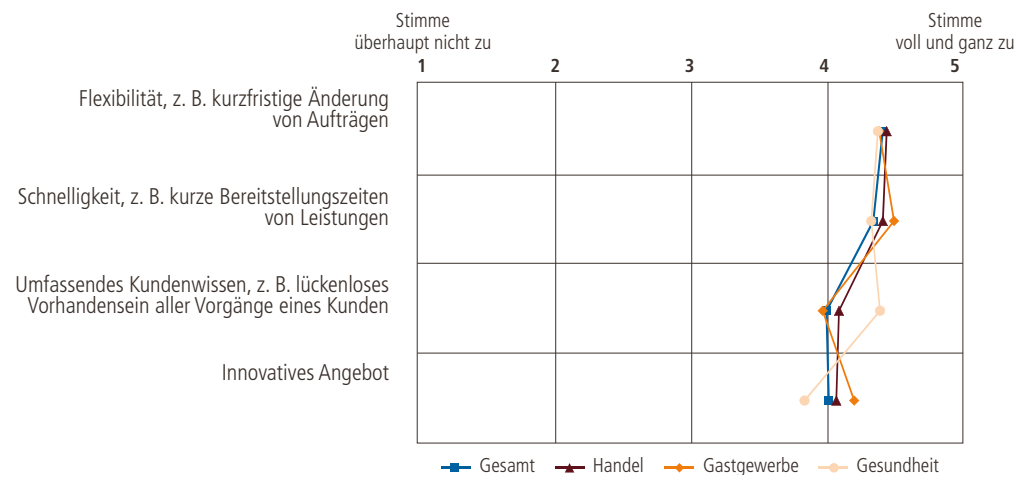 Stimme
überhaupt nicht zu
Stimme
voll und ganz zu
1 2 3 4 5
Flexibilität, z. B. kurzfristige Änderung
von Aufträgen
Schnelligkeit, z. B. kurze Bereitstellungszeiten
von Leistungen
Umfassendes Kundenwissen, z. B. lückenloses
Vorhandensein aller Vorgänge eines Kunden
Innovatives Angebot
Gesamt Handel Gastgewerbe Gesundheit